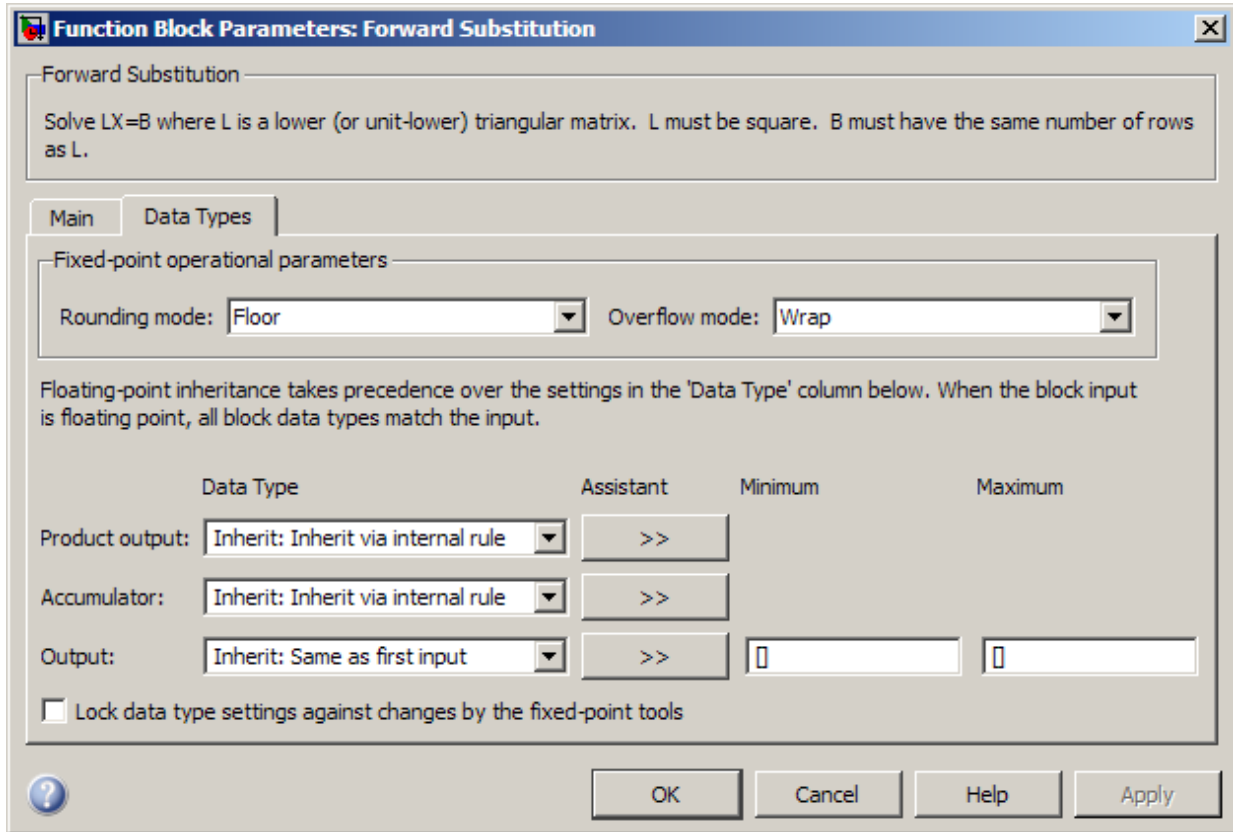 Function Block Parameters: Forward Substitution
Forward Substitution
Solve LX=B where L is a lower (or unit-lower) triangular matrix. L must be square. B must have the same number of rows
as L.
Main Data Types
Fixed-point operational parameters
Rounding mode: Floor Overflow mode: Wrap
Floating-point inheritance takes precedence over the settings in the 'Data Type' column below. When the block input
is floating point, all block data types match the input.
Data Type Assistant Minimum Maximum
Product output: Inherit: Inherit via internal rule >>
Accumulator: Inherit: Inherit via internal rule >>
Output: Inherit: Same as first input >> [] []
Lock data type settings against changes by the fixed-point tools
? OK Cancel Help Apply